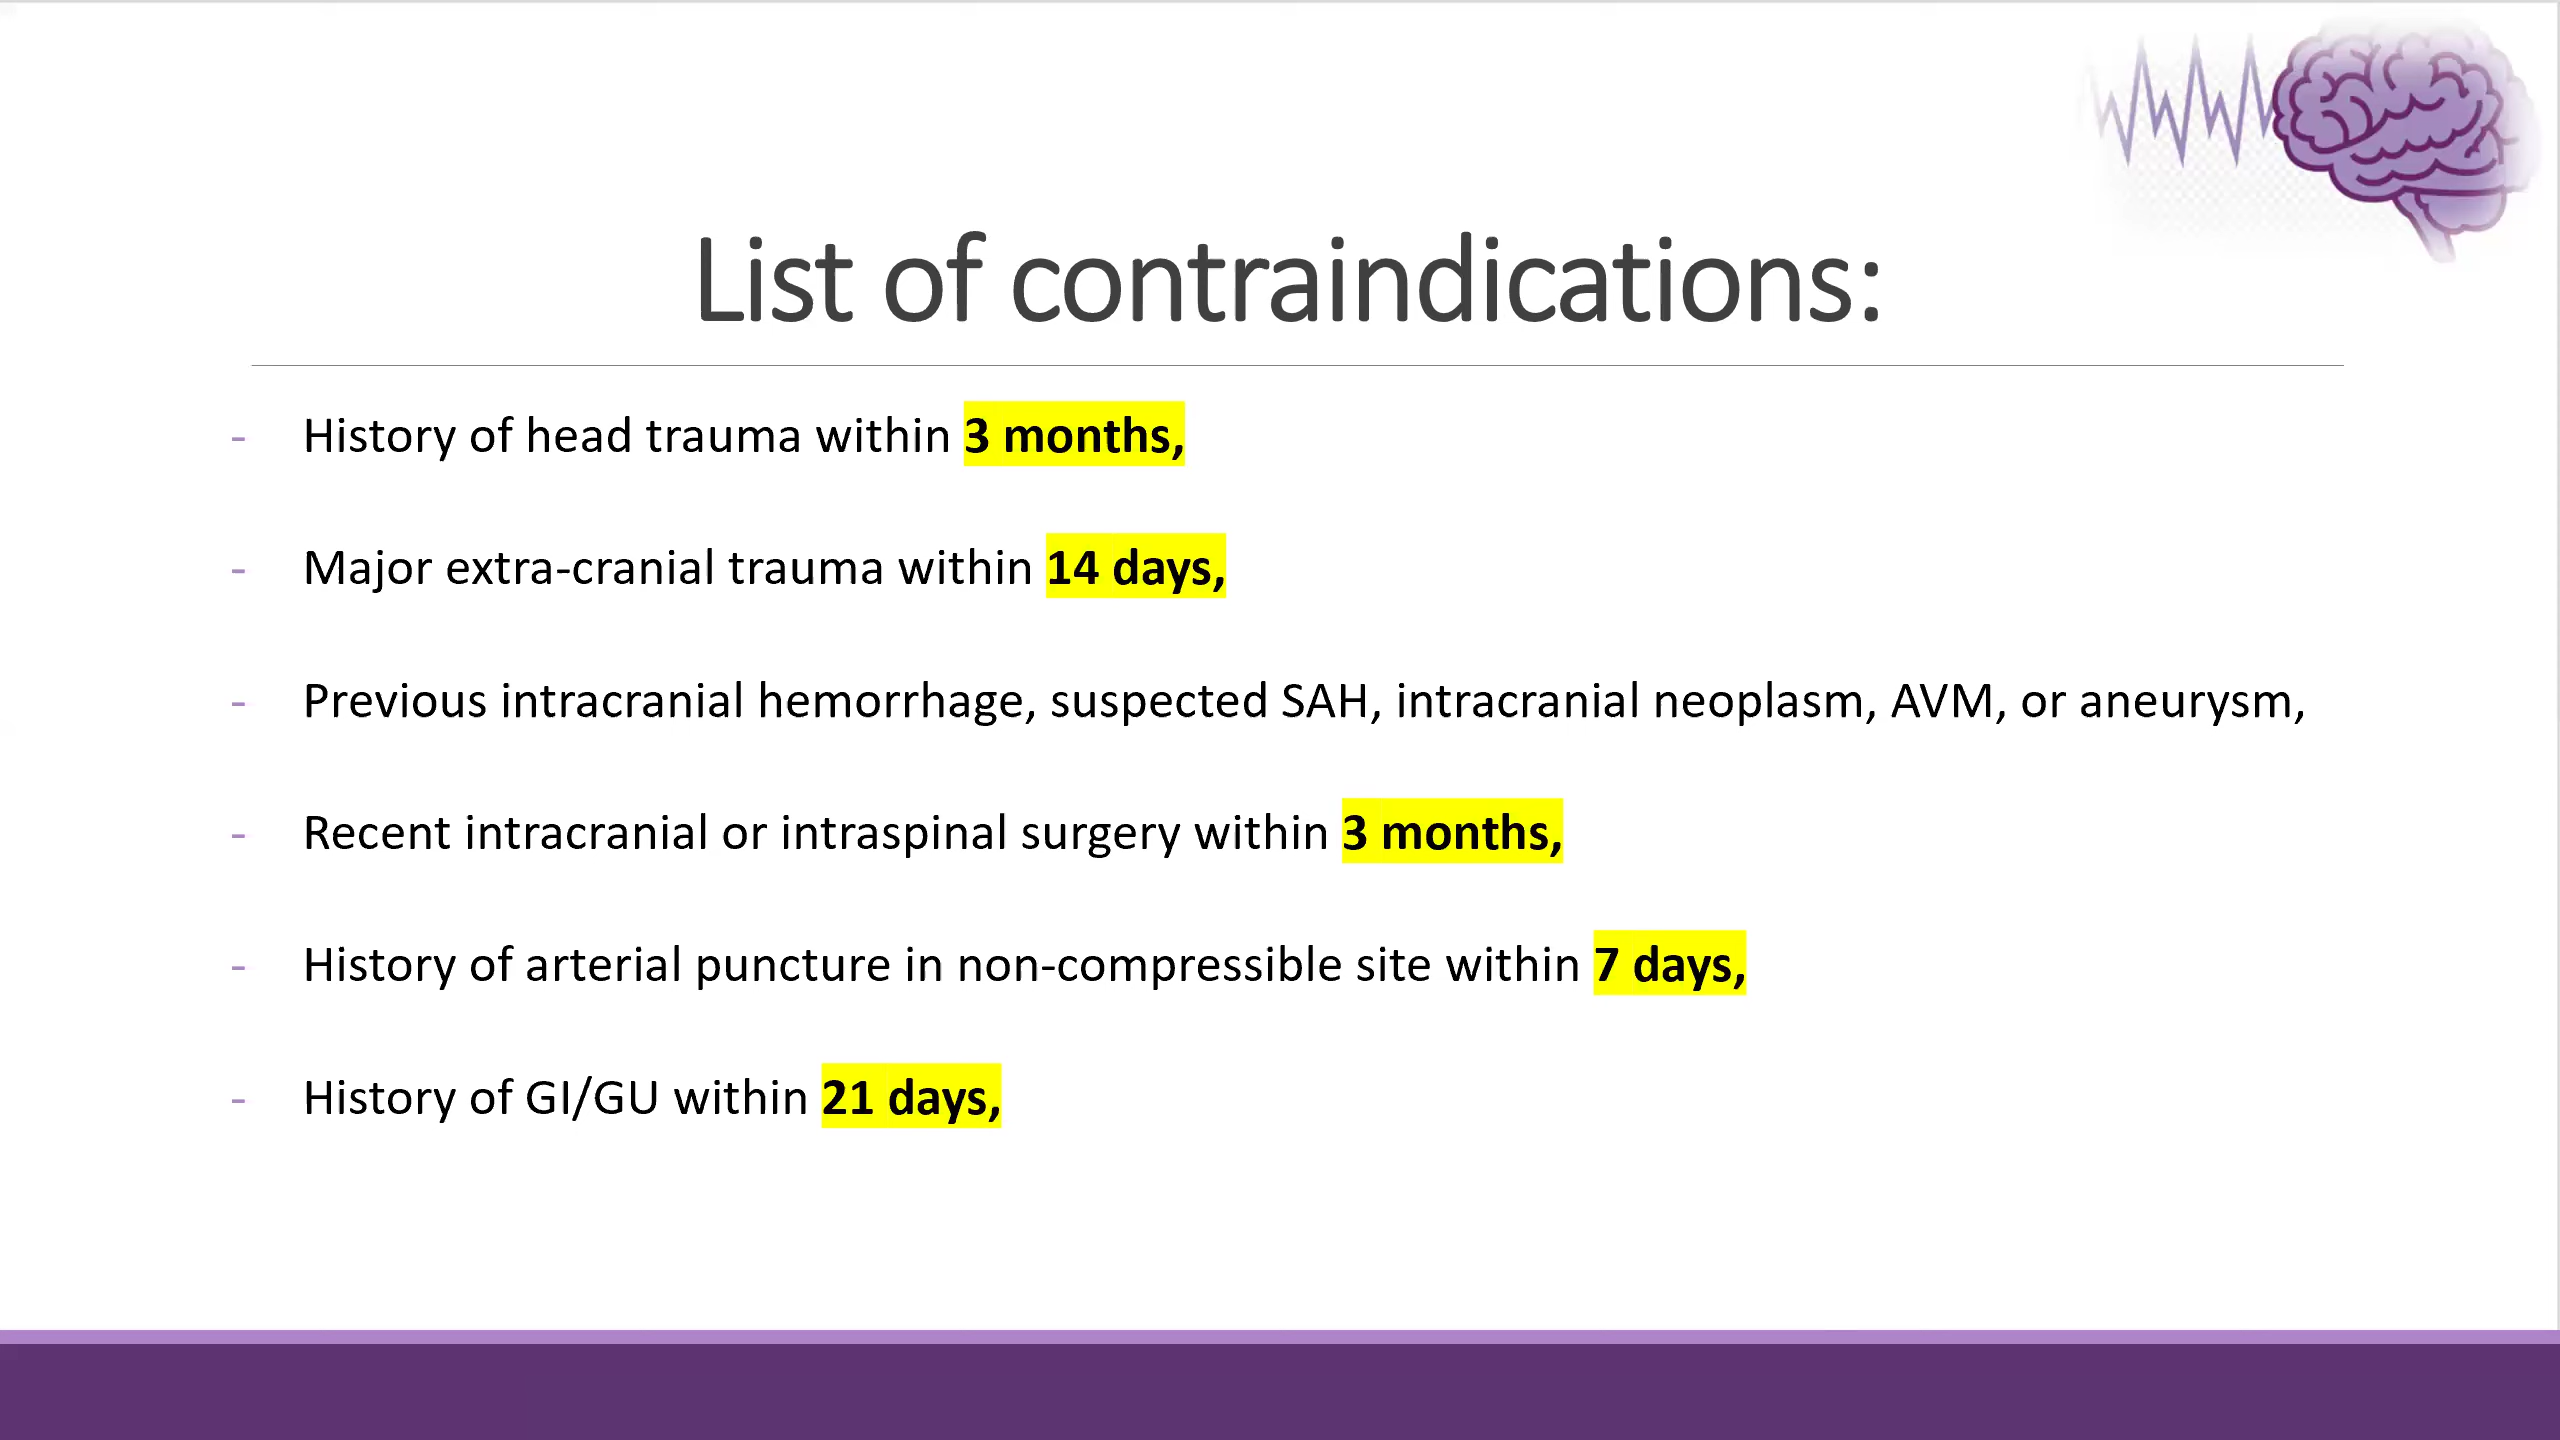 List of contraindications:
- History of head trauma within 3 months,
- Major extra-cranial trauma within 14 days,
- Previous intracranial hemorrhage, suspected SAH, intracranial neoplasm, AVM, or aneurysm,
- Recent intracranial or intraspinal surgery within 3 months,
- History of arterial puncture in non-compressible site within 7 days,
- History of GI/GU within 21 days,